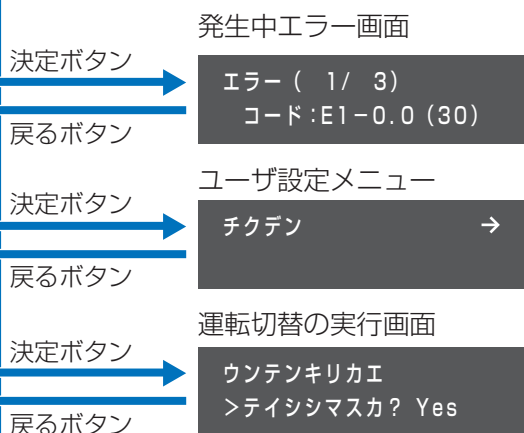 発生中エラー画面
決定ボタン
エラー ( 1/ 3)
コード:E1-0.0 (30)
戻るボタン
ユーザ設定メニュー
決定ボタン
チクデン →
戻るボタン
運転切替の実行画面
決定ボタン
ウンテンキリカエ
>テイシシマスカ? Yes
戻るボタン